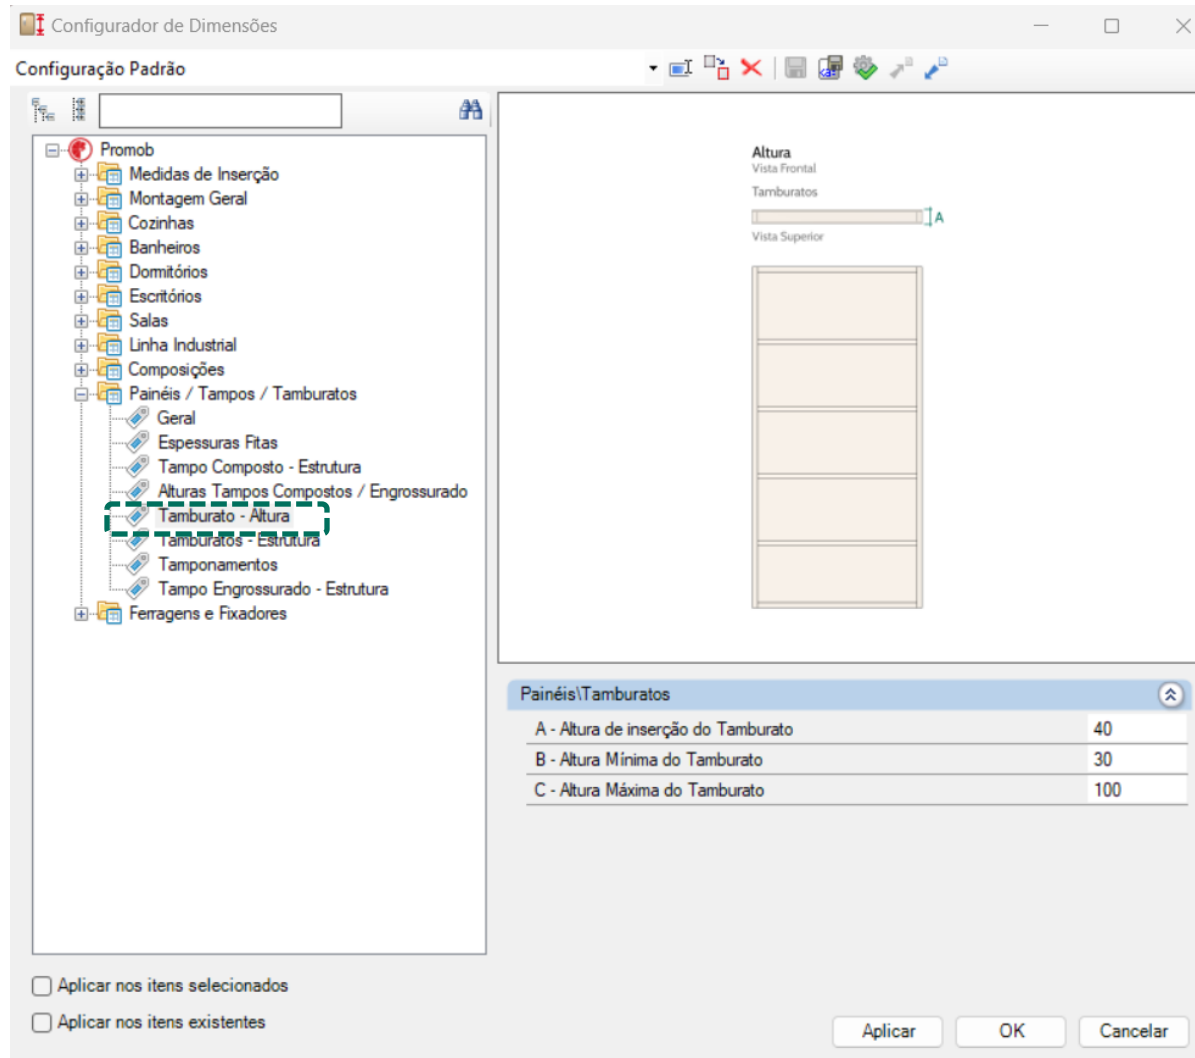 Configurador de Dimensões
Configuração Padrão
Promob
Medidas de Inserção
Montagem Geral
Cozinhas
Banheiros
Dormitórios
Escritórios
Salas
Linha Industrial
Composições
Painéis / Tampos / Tamburatos
Geral
Espessuras Fitas
Tampo Composto - Estrutura
Alturas Tampos Compostos / Engrossurado
Tamburato - Altura
Tamburatos - Estrutura
Tamponamentos
Tampo Engrossurado - Estrutura
Ferragens e Fixadores
Altura
Vista Frontal
Tamburatos
A
Vista Superior
Painéis\Tamburatos
A - Altura de inserção do Tamburato 40
B - Altura Mínima do Tamburato 30
C - Altura Máxima do Tamburato 100
Aplicar nos itens selecionados
Aplicar nos itens existentes
Aplicar OK Cancelar